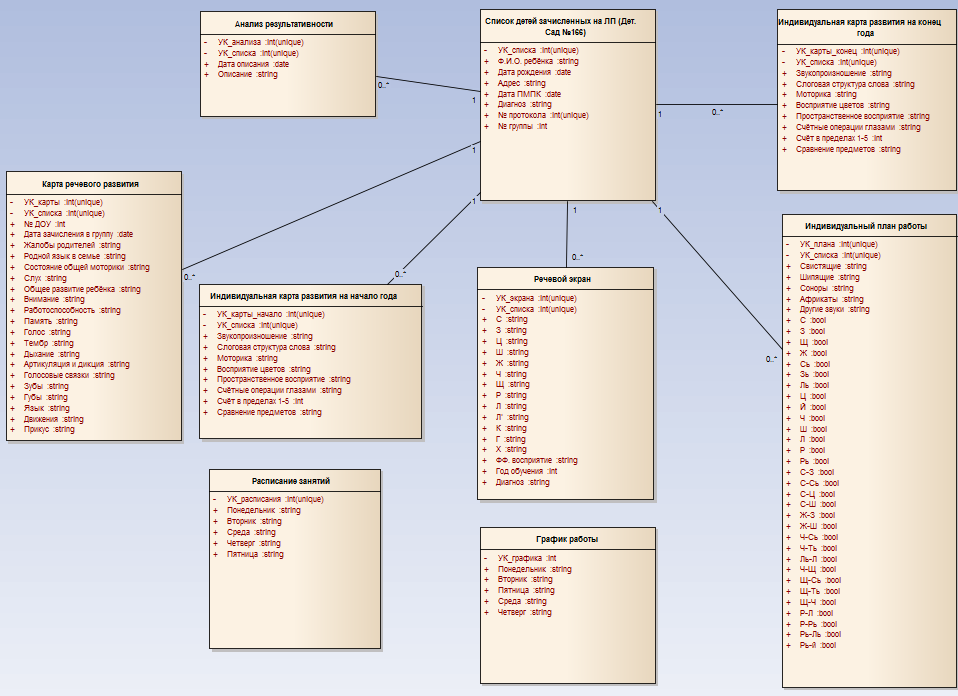 Анализ результативности
- УК_анализа :int(unique)
- УК_списка :int(unique)
+ Дата описания :date
+ Описание :string
0..*
1
Список детей зачисленных на ЛП (Дет.
Сад №166)
- УК_списка :int(unique)
+ Ф.И.О. ребёнка :string
+ Дата рождения :date
+ Адрес :string
+ Дата ПМПК :date
+ Диагноз :string
+ № протокола :int(unique)
+ № группы :int
1
0..*
Индивидуальная карта развития на конец
года
- УК_карты_конец :int(unique)
- УК_списка :int(unique)
+ Звукопроизношение :string
+ Слоговая структура слова :string
+ Моторика :string
+ Восприятие цветов :string
+ Пространственное восприятие :string
+ Счётные операции глазами :string
+ Счёт в пределах 1-5 :int
+ Сравнение предметов :string
1
0..*
Карта речевого развития
- УК_карты :int(unique)
- УК_списка :int(unique)
+ № ДОУ :int
+ Дата зачисления в группу :date
+ Жалобы родителей :string
+ Родной язык в семье :string
+ Состояние общей моторики :string
+ Слух :string
+ Общее развитие ребёнка :string
+ Внимание :string
+ Работоспособность :string
+ Память :string
+ Голос :string
+ Тембр :string
+ Дыхание :string
+ Артикуляция и дикция :string
+ Голосовые связки :string
+ Зубы :string
+ Губы :string
+ Язык :string
+ Движения :string
+ Прикус :string
1
0..*
Индивидуальная карта развития на начало года
- УК_карты_начало :int(unique)
- УК_списка :int(unique)
+ Звукопроизношение :string
+ Слоговая структура слова :string
+ Моторика :string
+ Восприятие цветов :string
+ Пространственное восприятие :string
+ Счётные операции глазами :string
+ Счёт в пределах 1-5 :int
+ Сравнение предметов :string
1
0..*
Речевой экран
- УК_экрана :int(unique)
- УК_списка :int(unique)
+ С :string
+ З :string
+ Ц :string
+ Ш :string
+ Ж :string
+ Ч :string
+ Щ :string
+ Р :string
+ Л :string
+ Л' :string
+ К :string
+ Г :string
+ Х :string
+ ФФ. восприятие :string
+ Год обучения :int
+ Диагноз :string
1
0..*
Индивидуальный план работы
- УК_плана :int(unique)
- УК_списка :int(unique)
+ Свистящие :string
+ Шипящие :string
+ Соноры :string
+ Африкаты :string
+ Другие звуки :string
+ С :bool
+ З :bool
+ Щ :bool
+ Ж :bool
+ Сь :bool
+ Зь :bool
+ Ль :bool
+ Ц :bool
+ Й :bool
+ Ч :bool
+ Ш :bool
+ Л :bool
+ Р :bool
+ Рь :bool
+ С-З :bool
+ С-Сь :bool
+ С-Ц :bool
+ С-Ш :bool
+ Ж-З :bool
+ Ж-Ш :bool
+ Ч-Сь :bool
+ Ч-Ть :bool
+ Ль-Л :bool
+ Ч-Щ :bool
+ Щ-Сь :bool
+ Щ-Ть :bool
+ Щ-Ч :bool
+ Р-Л :bool
+ Р-Рь :bool
+ Рь-Ль :bool
+ Рь-й :bool
Расписание занятий
- УК_расписания :int(unique)
+ Понедельник :string
+ Вторник :string
+ Среда :string
+ Четверг :string
+ Пятница :string
График работы
- УК_графика :int
+ Понедельник :string
+ Вторник :string
+ Пятница :string
+ Среда :string
+ Четверг :string